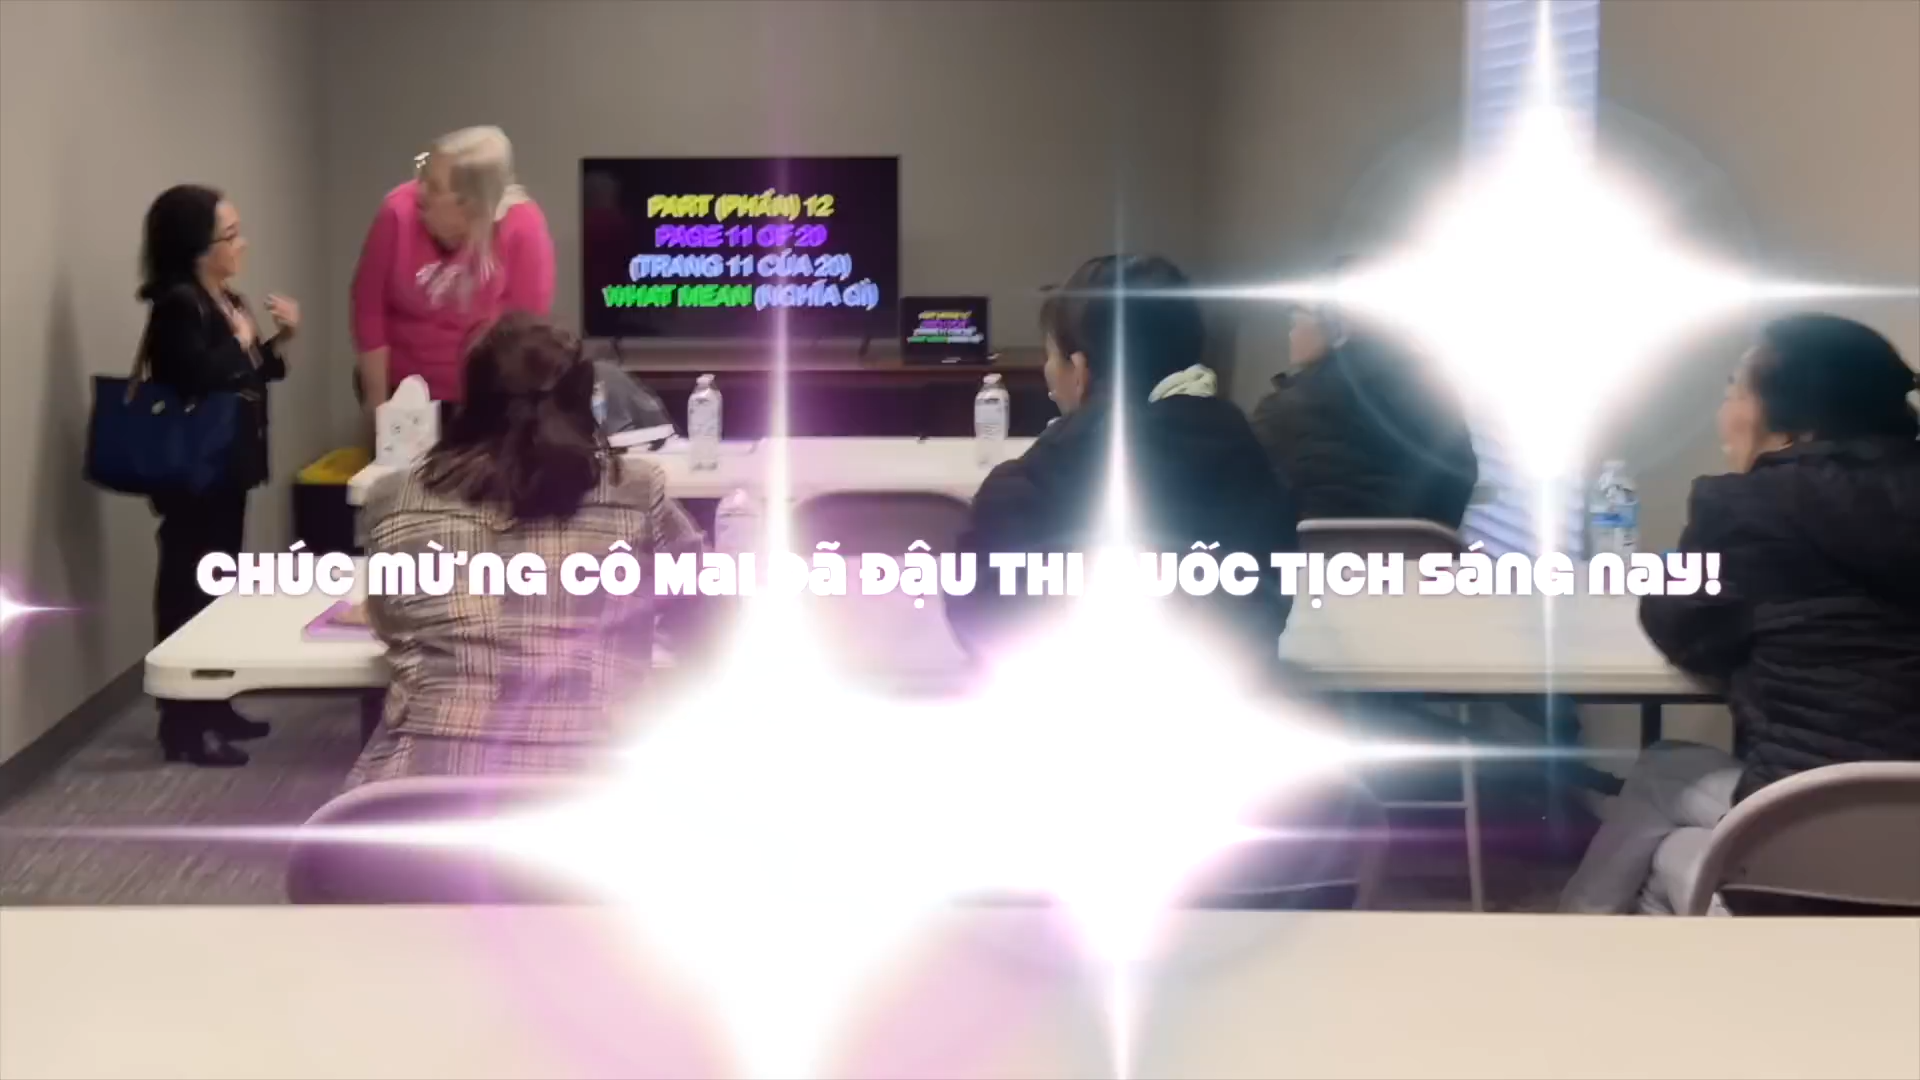 PART (PHẦN) 12
PAGE 11 OF 20
(TRANG 11 CỦA 20)
WHAT MEAN (NGHĨA GÌ)
CHÚC MỪNG CÔ MAI ĐÃ ĐẬU THI QUỐC TỊCH SÁNG NAY!